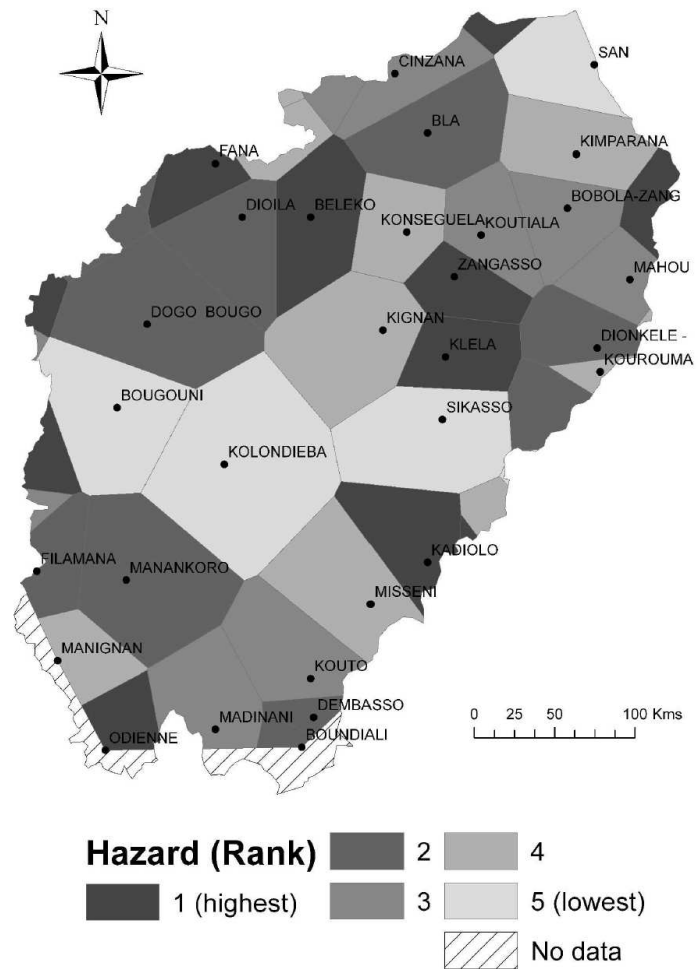 N
CINZANA
SAN
BLA
KIMPARANA
FANA
BOBOLA-ZANG
DIOILA
BELEKO
KONSEGUELA
KOUTIALA
ZANGASSO
MAHOU
DOGO BOUGO
KIGNAN
DIONKELE -
KLELA
KOUROUMA
BOUGOUNI
SIKASSO
KOLONDIEBA
FILAMANA
MANANKORO
KADIOLO
MISSENI
MANIGNAN
KOUTO
DEMBASSO
MADINANI
ODIENNE
BOUNDIALI
0 25 50 100 Kms
Hazard (Rank)
2
4
1 (highest)
3
5 (lowest)
No data